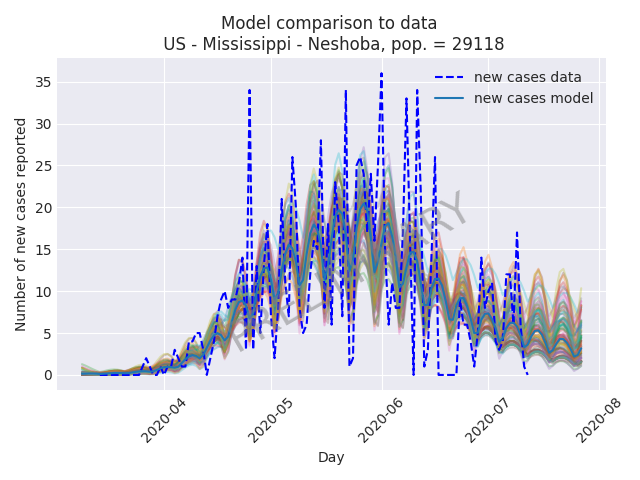 Model comparison to data
US - Mississippi - Neshoba, pop. = 29118
new cases data
new cases model
Number of new cases reported
35
30
25
20
15
10
5
0
2020-04
2020-05
2020-06
2020-07
2020-08
Day